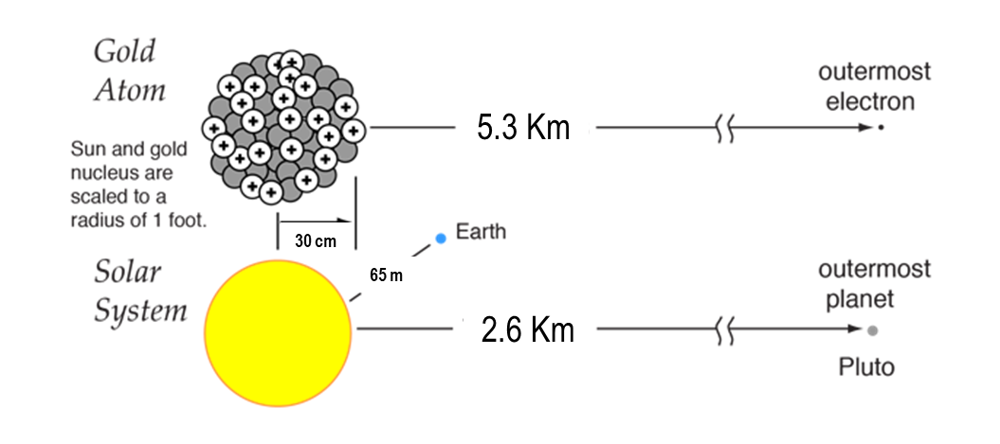 Gold
Atom
Sun and gold
nucleus are
scaled to a
radius of 1 foot.
5.3 Km
outermost
electron
30 cm
Earth
65 m
Solar
System
2.6 Km
outermost
planet
Pluto